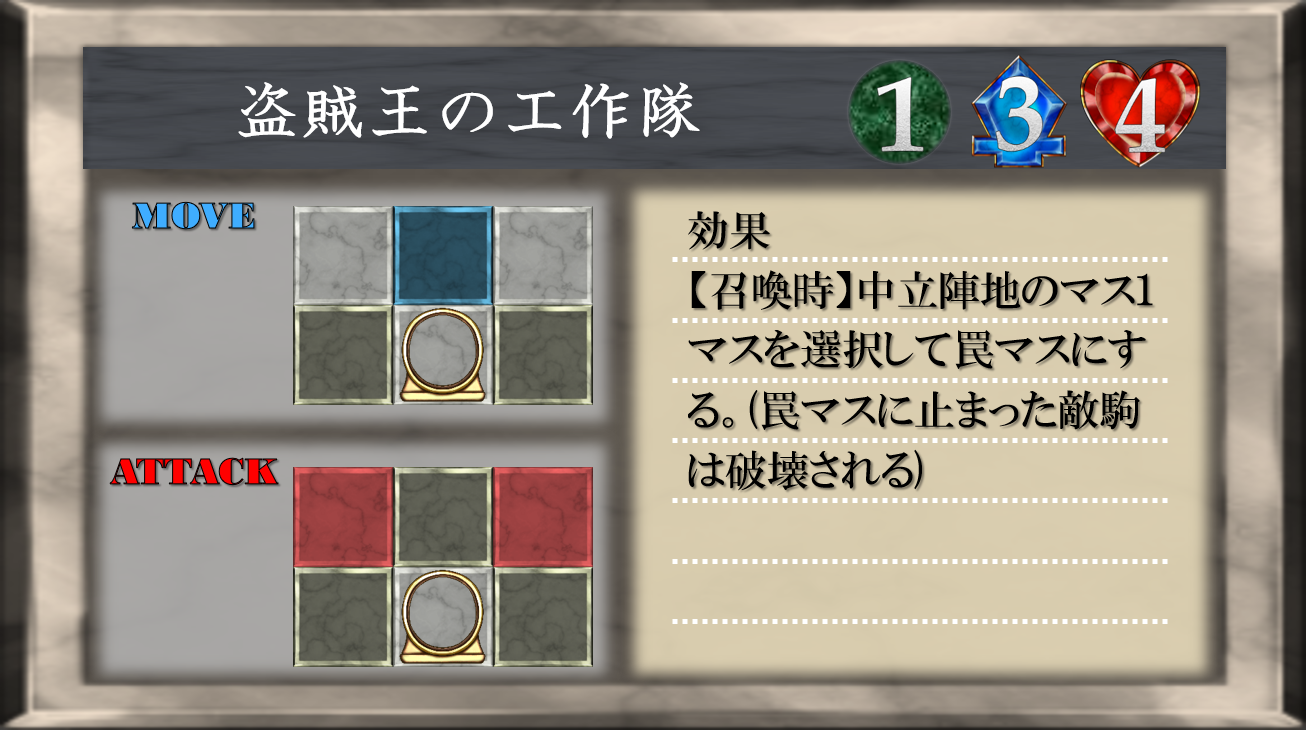 盗賊王の工作隊
1
3
4
MOVE
ATTACK
効果
【召喚時】中立陣地のマス1
マスを選択して罠マスにす
る。(罠マスに止まった敵駒
は破壊される)